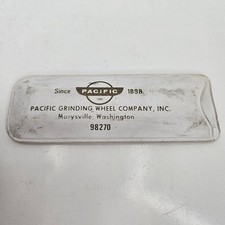 Since PACIFIC 1898
PACIFIC GRINDING WHEEL COMPANY, INC.
Marysville, Washington
98270